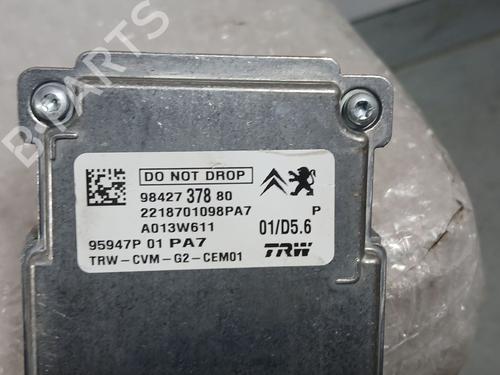 DO NOT DROP
98427 378 80
2218701098PA7 P
A013W611 01/D5.6
95947P 01 PA7 TRW
TRW-CVM-G2-CEM01
B-PARTS